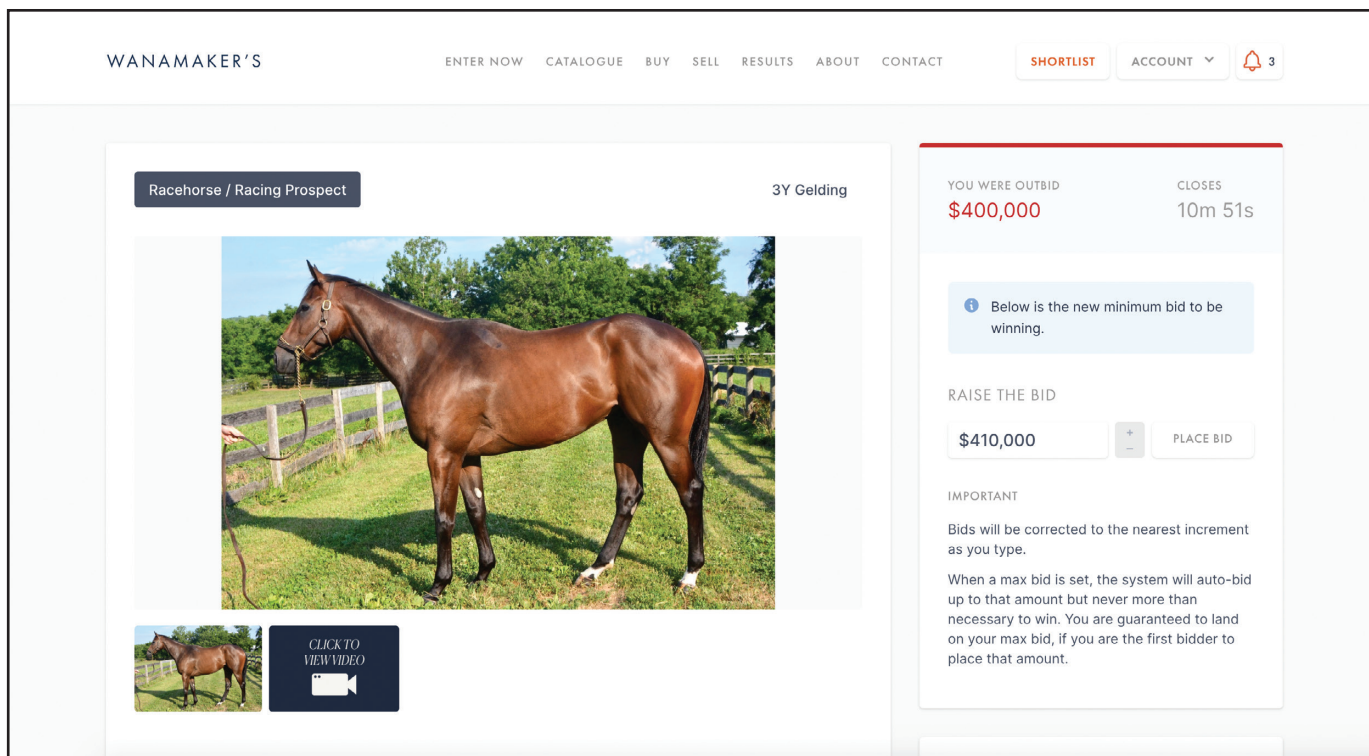 WANAMAKER'S
ENTER NOW
CATALOGUE
BUY
SELL
RESULTS
ABOUT
CONTACT
SHORTLIST
ACCOUNT
3
Racehorse / Racing Prospect
3Y Gelding
CLICK TO
VIEW VIDEO
YOU WERE OUTBID
$400,000
CLOSES
10m 51s
Below is the new minimum bid to be
winning.
RAISE THE BID
$410,000
+
−
PLACE BID
IMPORTANT
Bids will be corrected to the nearest increment
as you type.
When a max bid is set, the system will auto-bid
up to that amount but never more than
necessary to win. You are guaranteed to land
on your max bid, if you are the first bidder to
place that amount.